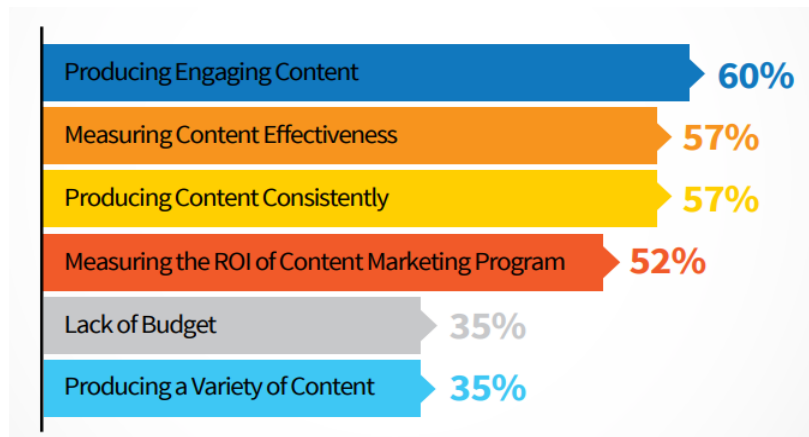 Producing Engaging Content 60%
Measuring Content Effectiveness 57%
Producing Content Consistently 57%
Measuring the ROI of Content Marketing Program 52%
Lack of Budget 35%
Producing a Variety of Content 35%